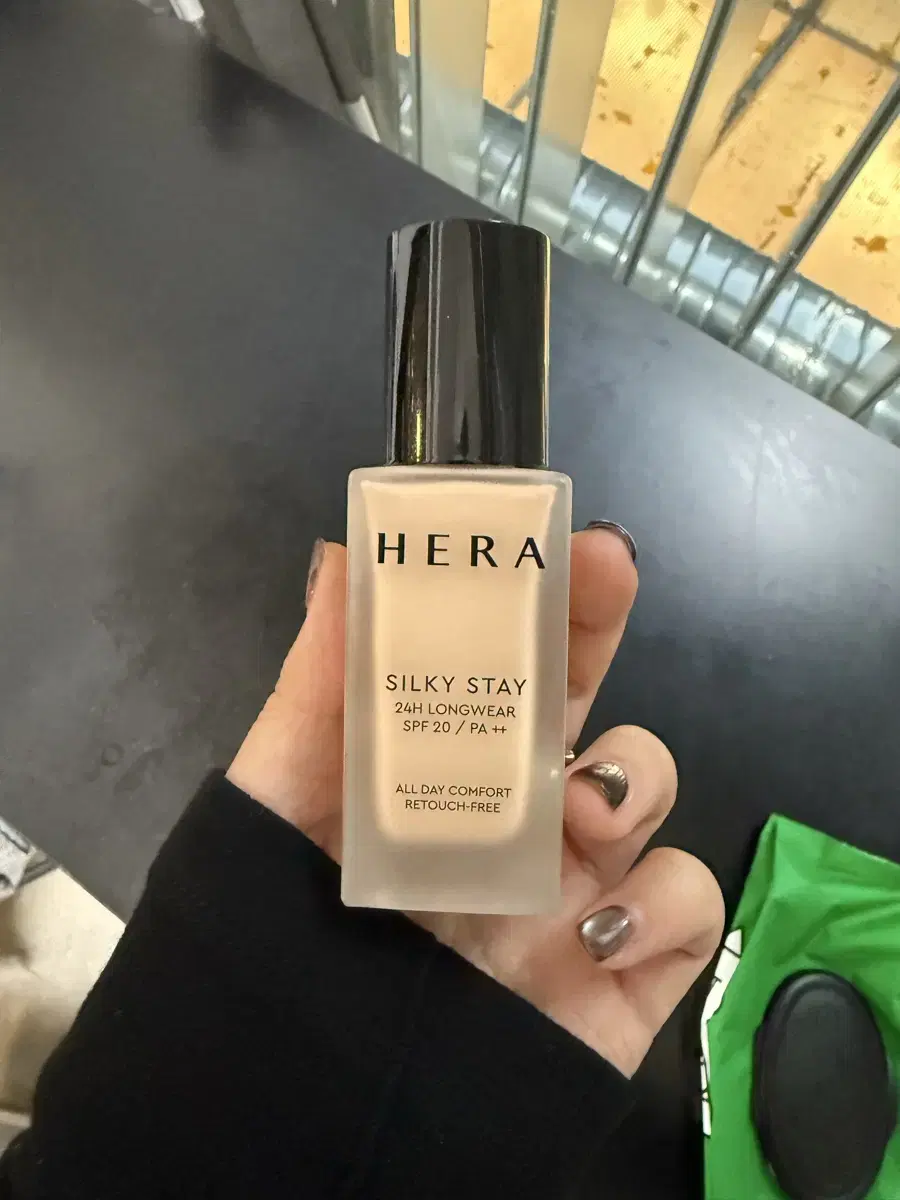 HERA
SILKY STAY
24H LONGWEAR
SPF 20 / PA ++
ALL DAY COMFORT
RETOUCH-FREE